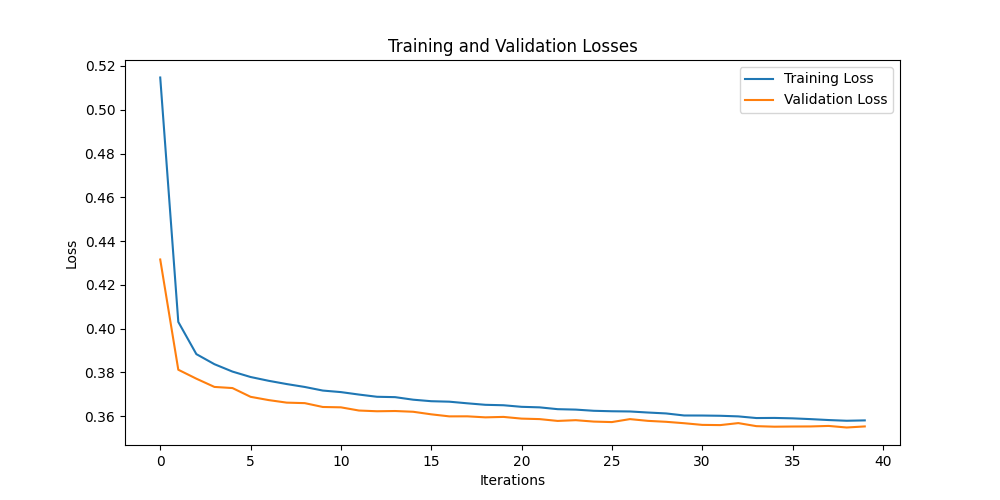 Training and Validation Losses
Training Loss
Validation Loss
Loss
0.52
0.50
0.48
0.46
0.44
0.42
0.40
0.38
0.36
0 5 10 15 20 25 30 35 40
Iterations